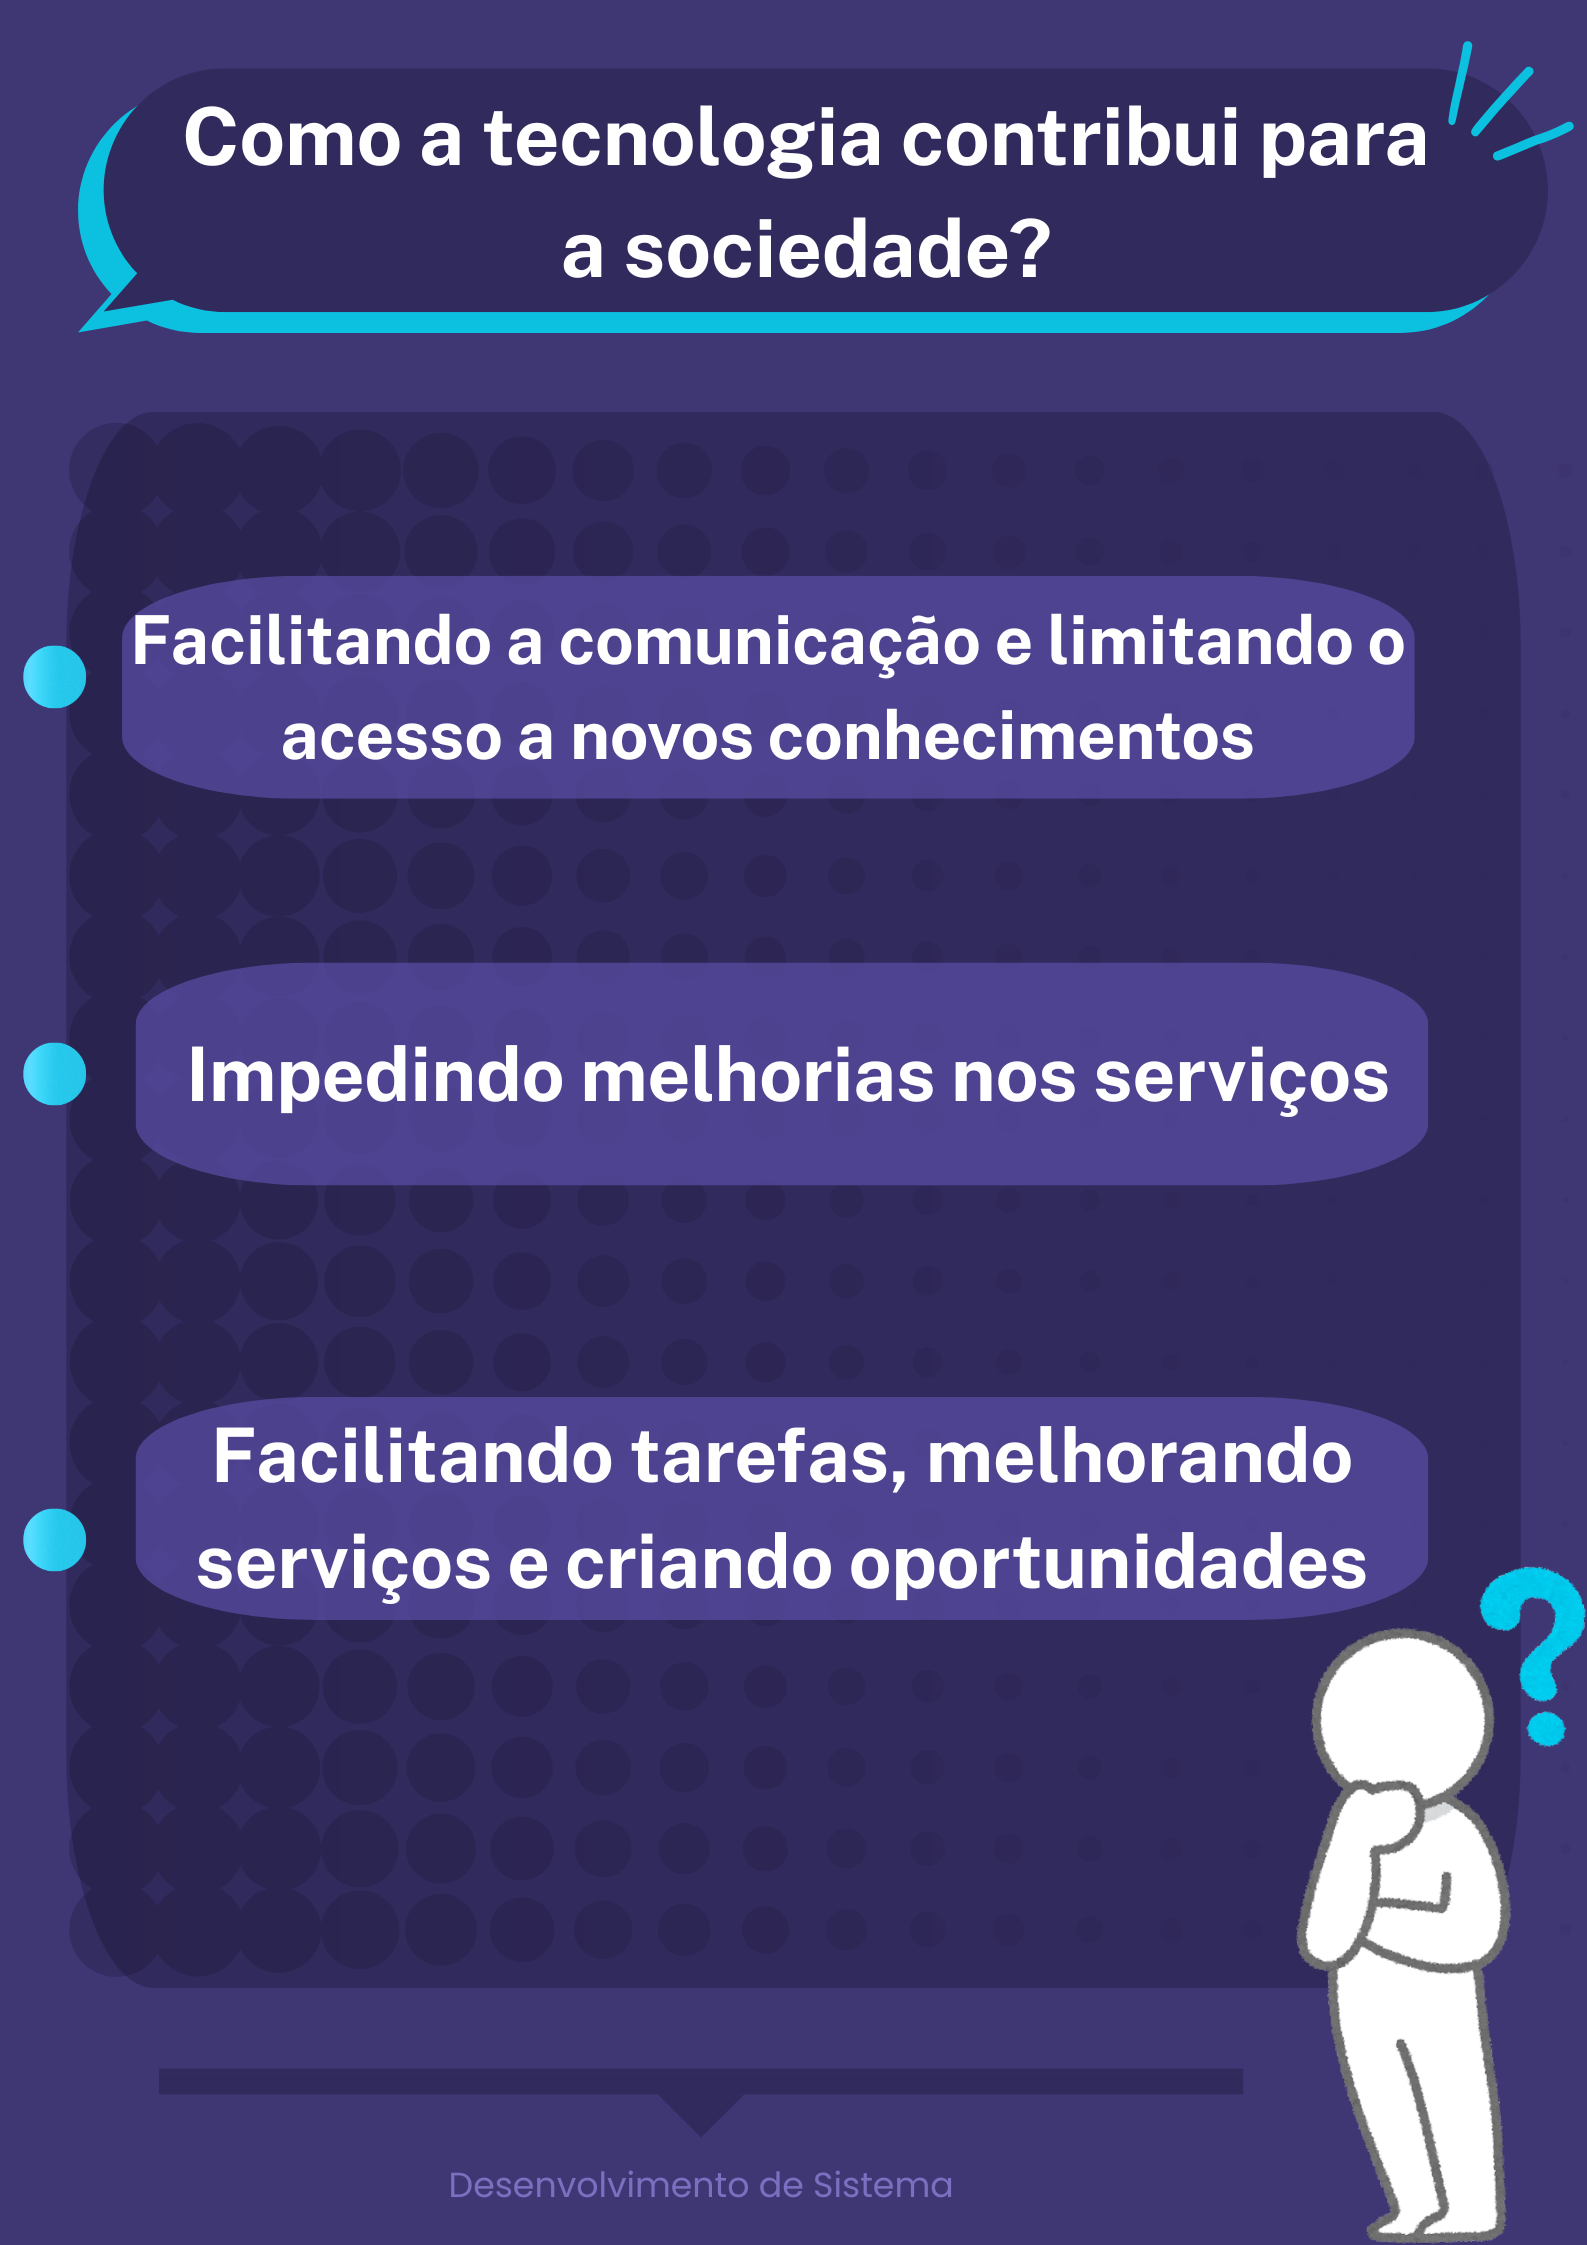 Como a tecnologia contribui para
a sociedade?
Facilitando a comunicação e limitando o
acesso a novos conhecimentos
Impedindo melhorias nos serviços
Facilitando tarefas, melhorando
serviços e criando oportunidades
?
Desenvolvimento de Sistema